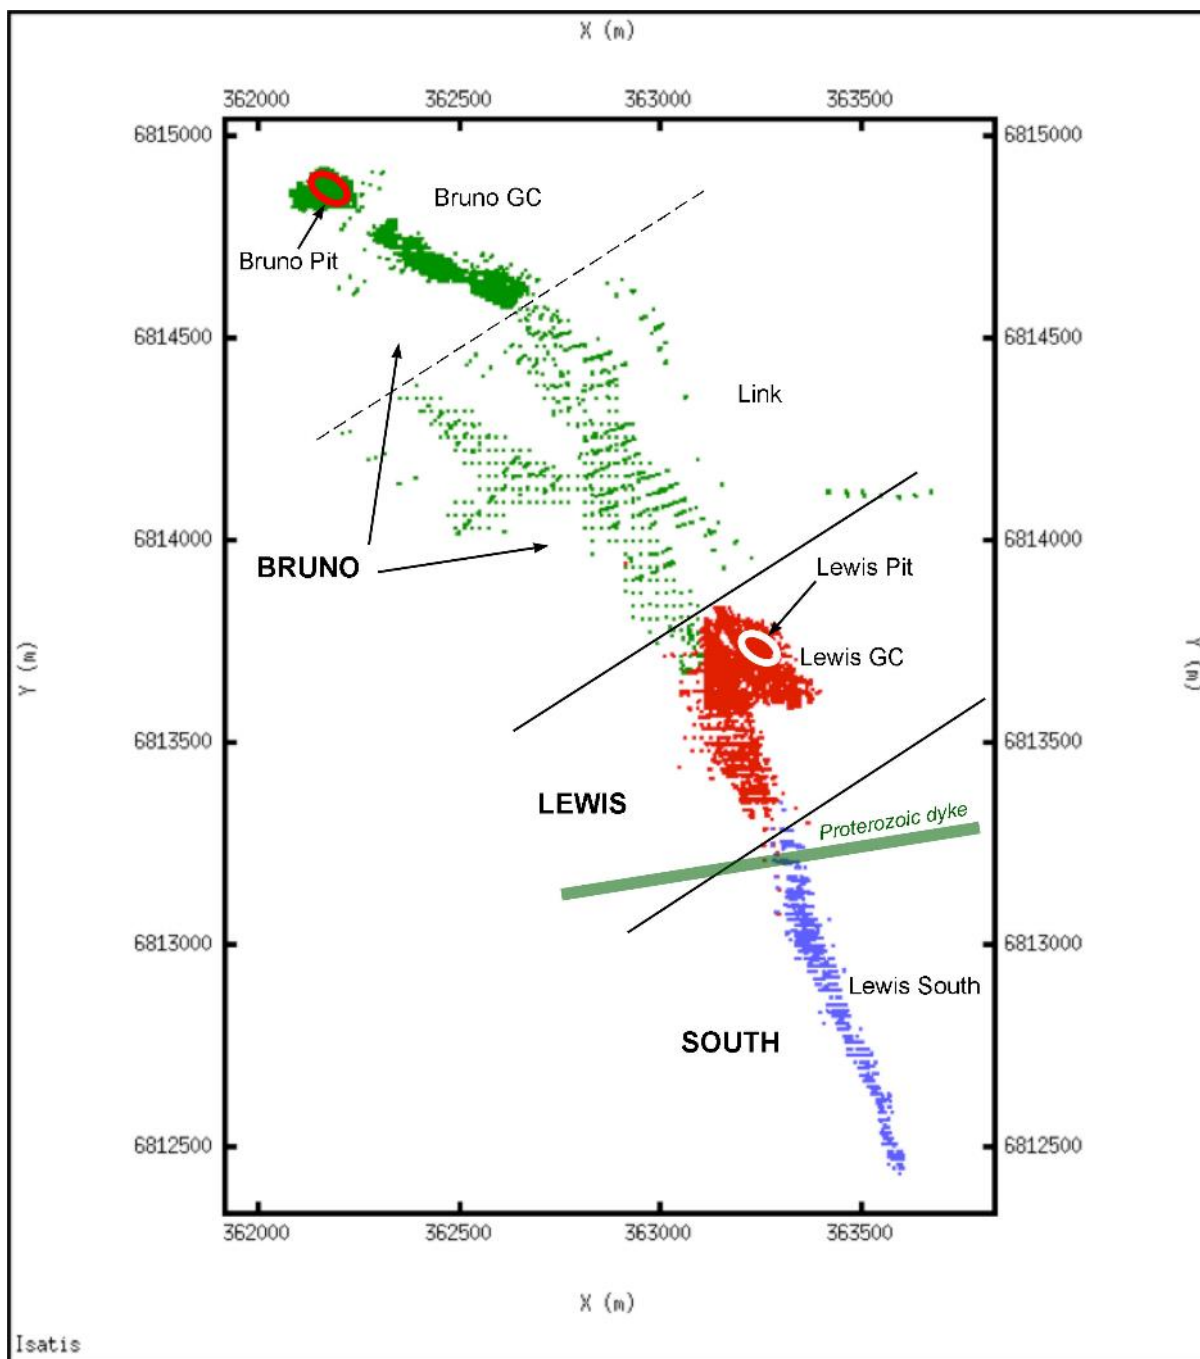 X (m)
362000 362500 363000 363500
6815000 6815000
Bruno GC
Bruno Pit
6814500 6814500
Link
6814000 6814000
BRUNO
Lewis Pit
Y (m) Y (m)
Lewis GC
6813500 6813500
LEWIS
Proterozoic dyke
6813000 6813000
Lewis South
SOUTH
6812500 6812500
362000 362500 363000 363500
X (m)
Isatis